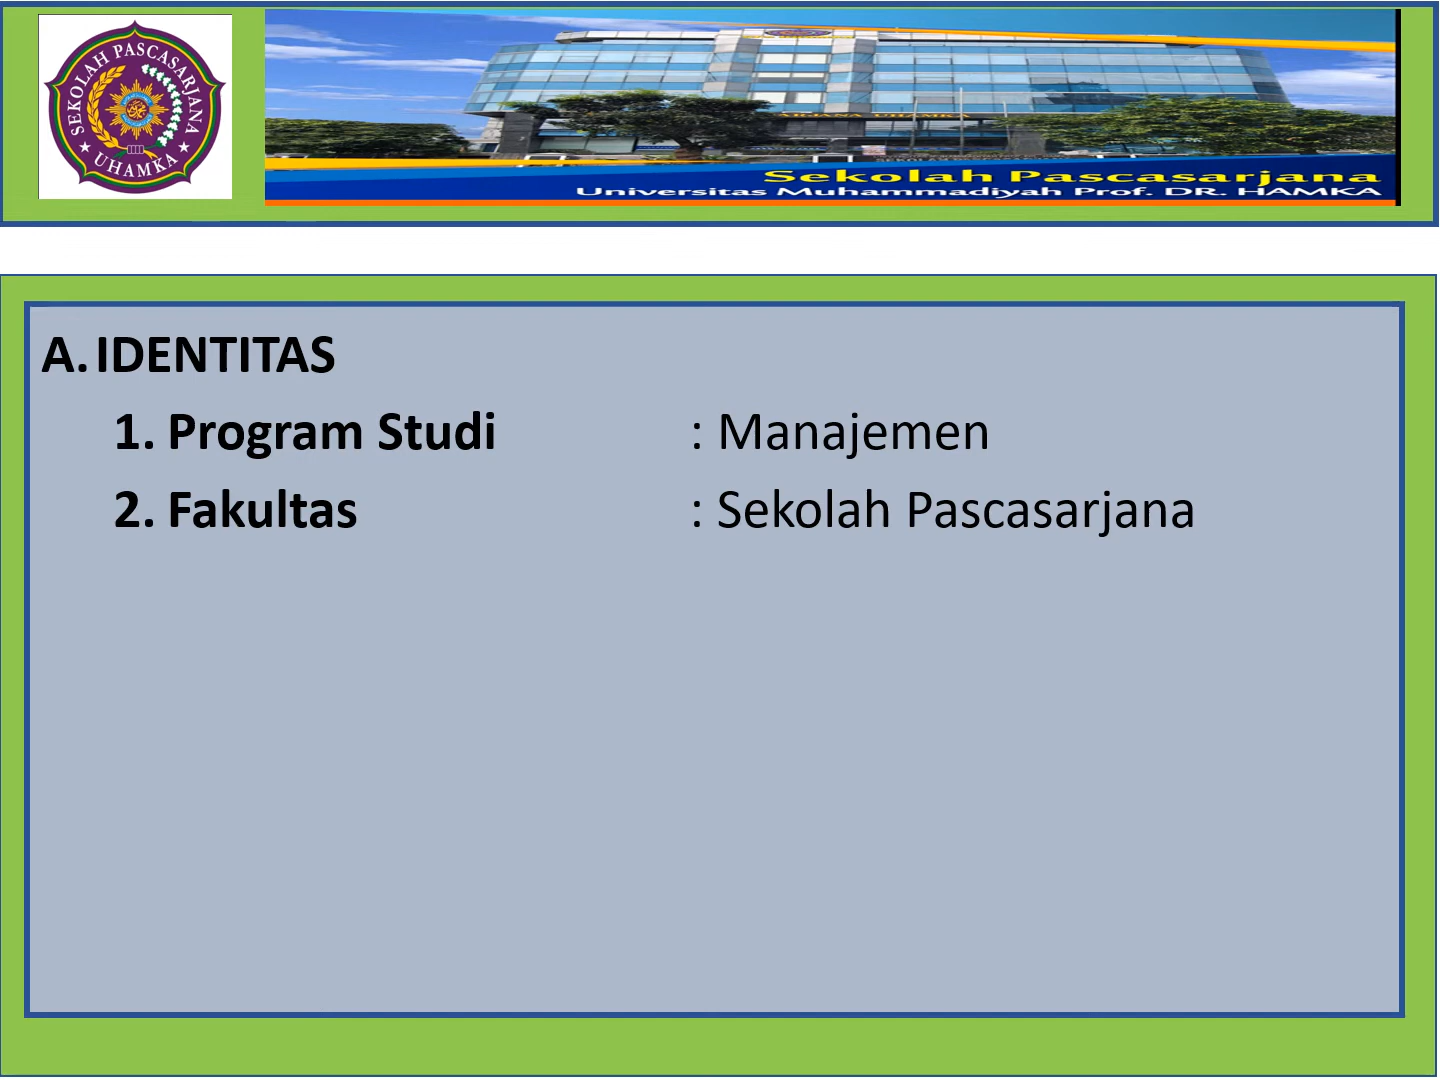 SEKOLAH PASCASARJANA
UHAMKA
Sekolah Pascasarjana
Universitas Muhammadiyah Prof. DR. HAMKA
A. IDENTITAS
1. Program Studi : Manajemen
2. Fakultas : Sekolah Pascasarjana